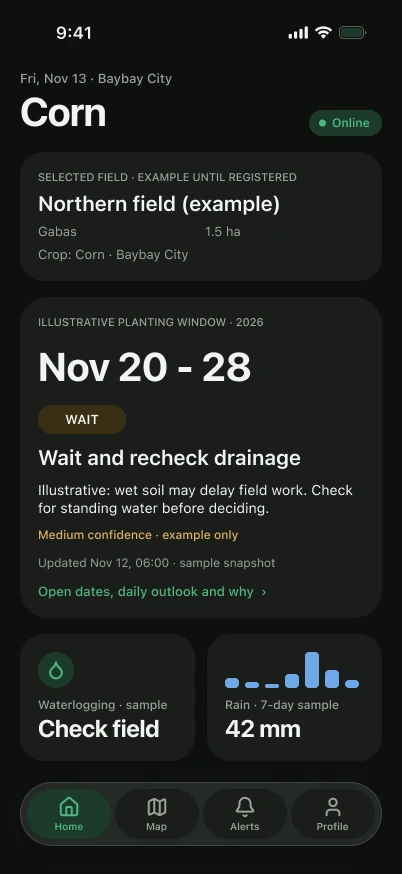 9:41
Fri, Nov 13 · Baybay City
Corn
Online
SELECTED FIELD · EXAMPLE UNTIL REGISTERED
Northern field (example)
Gabas 1.5 ha
Crop: Corn · Baybay City
ILLUSTRATIVE PLANTING WINDOW · 2026
Nov 20 - 28
WAIT
Wait and recheck drainage
Illustrative: wet soil may delay field work. Check
for standing water before deciding.
Medium confidence · example only
Updated Nov 12, 06:00 · sample snapshot
Open dates, daily outlook and why ›
Waterlogging · sample
Check field
Rain · 7-day sample
42 mm
Home Map Alerts Profile